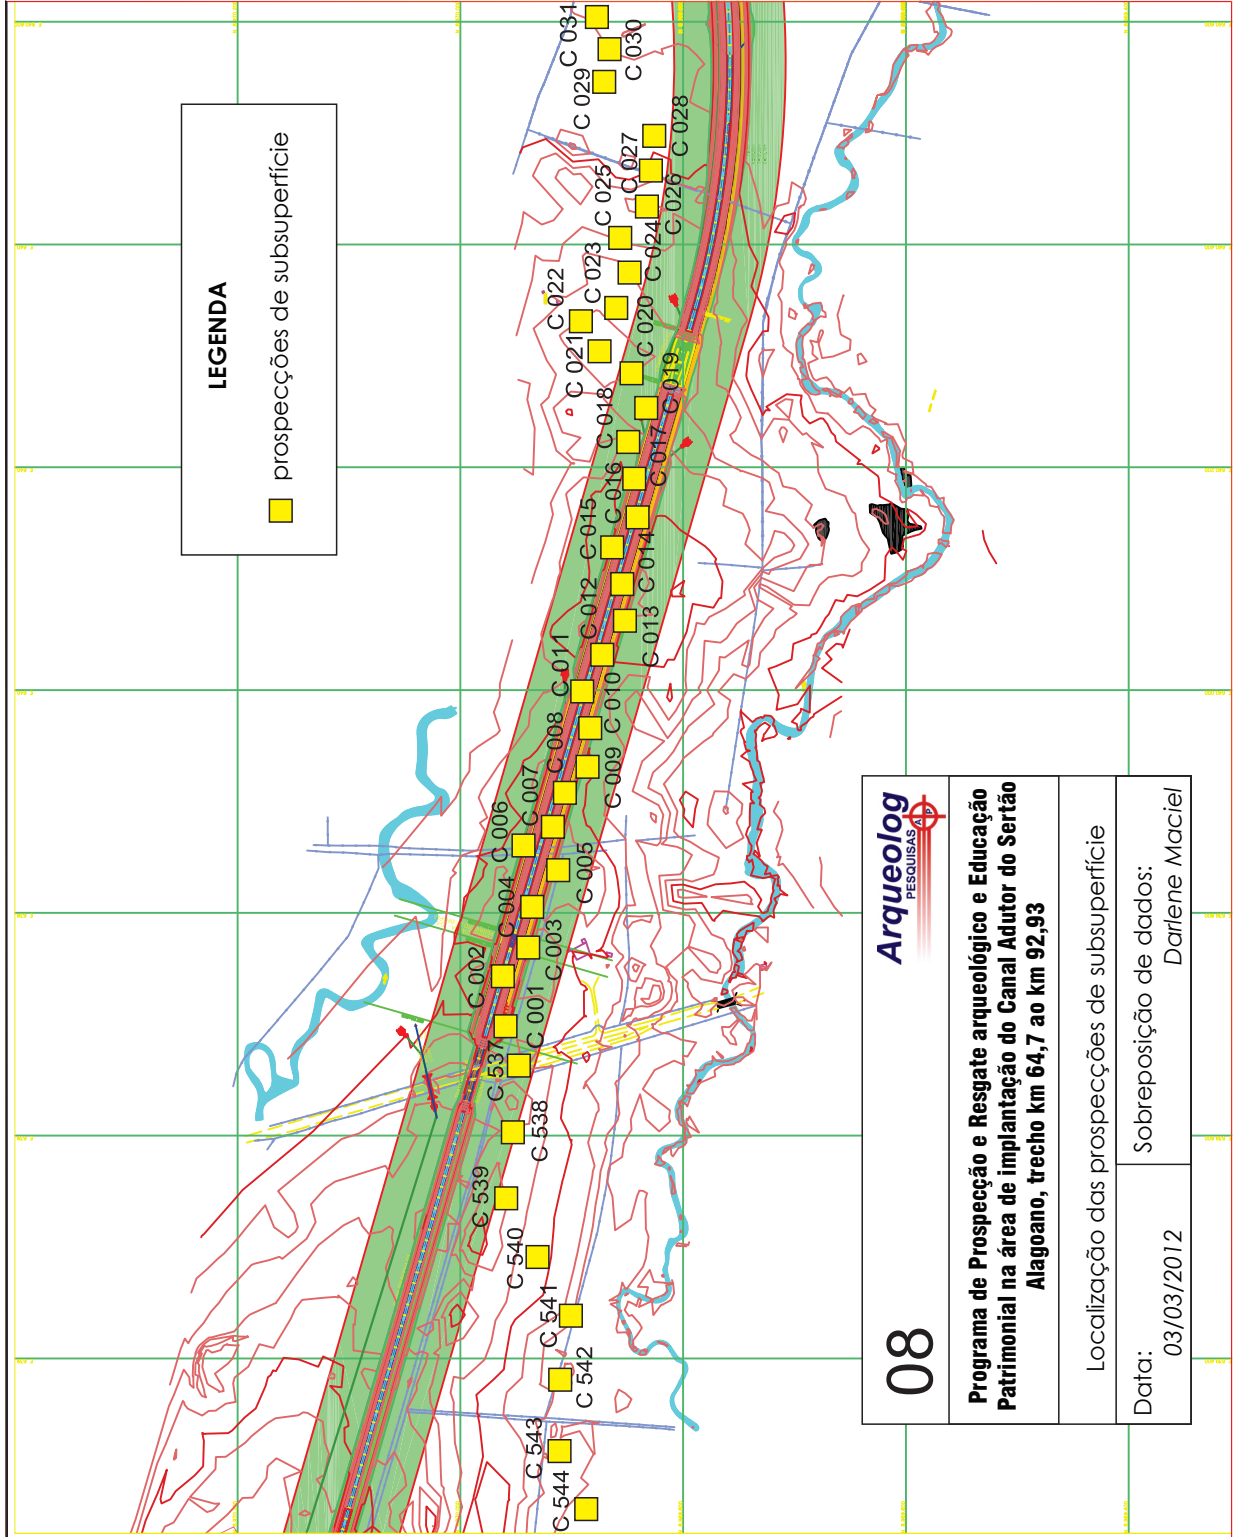 LEGENDA
prospecções de subsuperfície
C 544
C 543
C 542
C 541
C 540
C 539
C 538
C 537
C 001
C 002
C 003
C 004
C 005
C 006
C 007
C 008
C 009
C 010
C 011
C 012
C 013
C 014
C 015
C 016
C 017
C 018
C 019
C 020
C 021
C 022
C 023
C 024
C 025
C 026
C 027
C 028
C 029
C 030
C 031
08
Arqueolog
PESQUISAS
A P
Programa de Prospecção e Resgate arqueológico e Educação
Patrimonial na área de implantação do Canal Adutor do Sertão
Alagoano, trecho km 64,7 ao km 92,93
Localização das prospecções de subsuperfície
Data:
03/03/2012
Sobreposição de dados:
Darlene Maciel